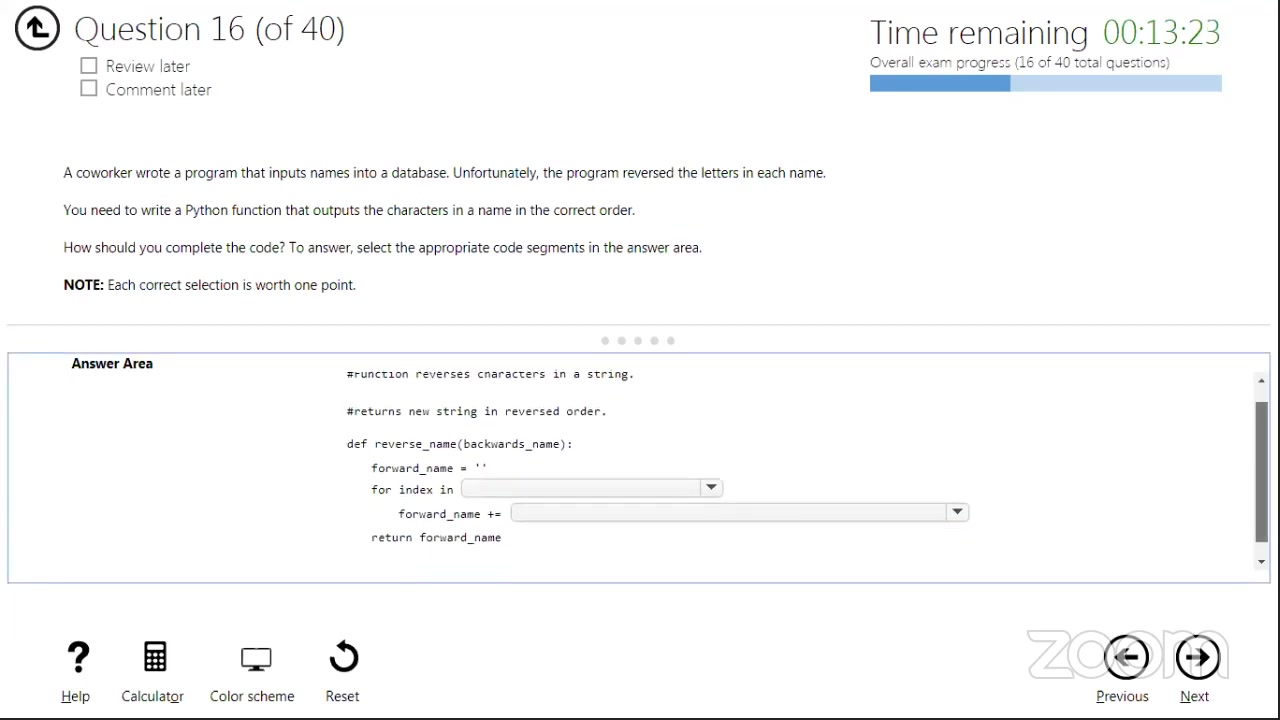 Question 16 (of 40)
Time remaining 00:13:23
Review later
Overall exam progress (16 of 40 total questions)
Comment later
A coworker wrote a program that inputs names into a database. Unfortunately, the program reversed the letters in each name.
You need to write a Python function that outputs the characters in a name in the correct order.
How should you complete the code? To answer, select the appropriate code segments in the answer area.
NOTE: Each correct selection is worth one point.
Answer Area
#Function reverses characters in a string.
#returns new string in reversed order.
def reverse_name(backwards_name):
forward_name = ''
for index in
forward_name +=
return forward_name
zoom
Help
Calculator
Color scheme
Reset
Previous
Next